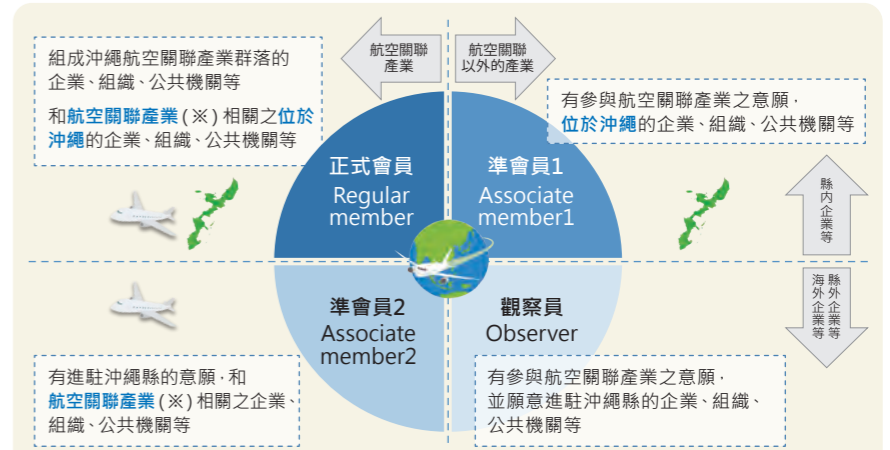 航空關聯
產業
航空關聯
以外的產業
組成沖繩航空關聯產業群落的
企業、組織、公共機關等
和航空關聯產業(※)相關之位於
沖繩的企業、組織、公共機關等
有參與航空關聯產業之意願,
位於沖繩的企業、組織、公共機關等
正式會員
Regular
member
準會員1
Associate
member1
縣內企業等
準會員2
Associate
member2
觀察員
Observer
縣外企業等
海外企業等
有進駐沖繩縣的意願,和
航空關聯產業(※)相關之企業、
組織、公共機關等
有參與航空關聯產業之意願,
並願意進駐沖繩縣的企業、組織、
公共機關等